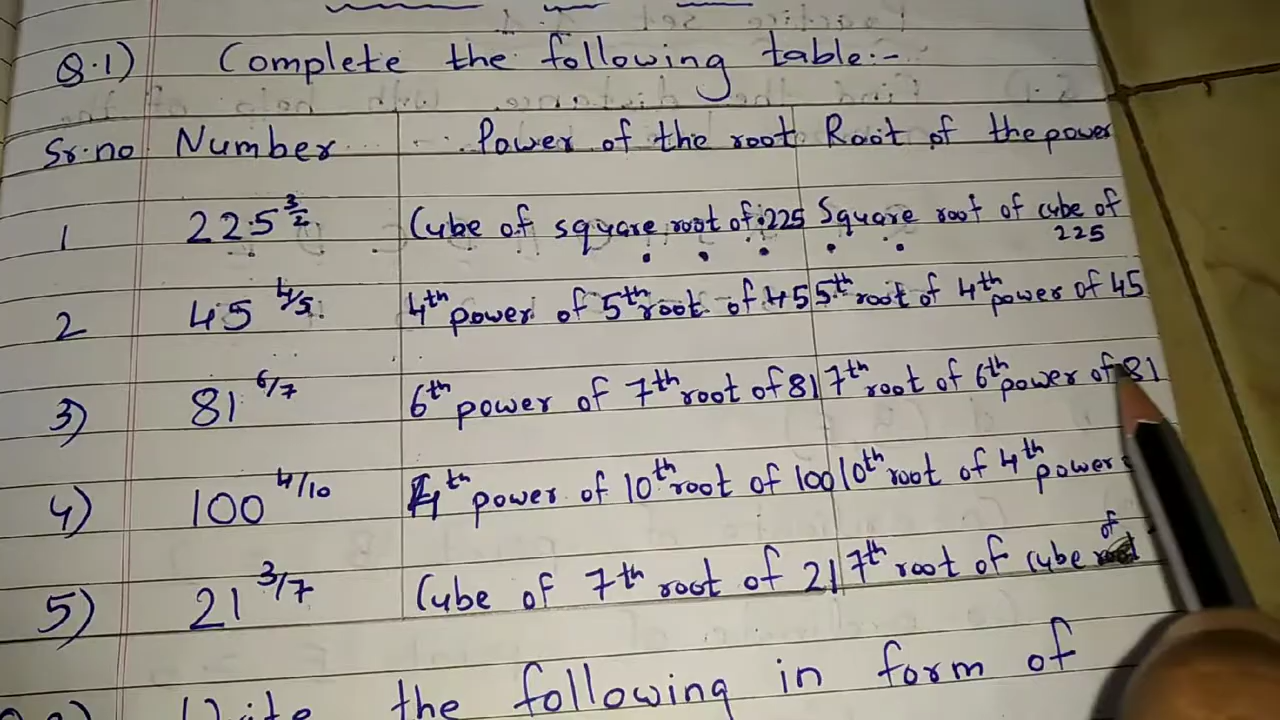 Q.1) Complete the following table:-
Sr.no Number Power of the root Root of the power
1 225 3/2 Cube of square root of 225 Square root of cube of
225
2 45 4/5 4th power of 5th root of 45 5th root of 4th power of 45
3) 81 6/7 6th power of 7th root of 81 7th root of 6th power of 81
4) 100 4/10 4th power of 10th root of 100 10th root of 4th power
5) 21 3/7 Cube of 7th root of 21 7th root of cube of
Write the following in form of